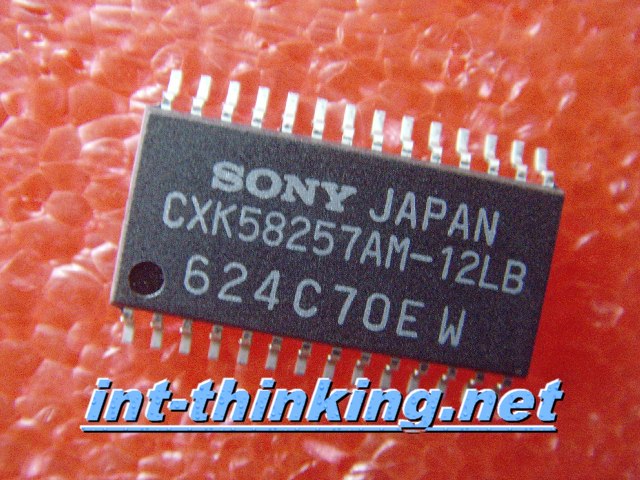 SONY JAPAN
CXK58257AM-12LB
624C70E W
int-thinking.net